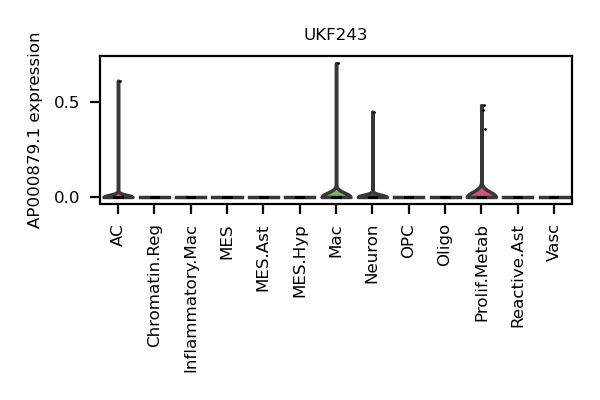 UKF243
AP000879.1 expression
0.5
0.0
AC
Chromatin.Reg
Inflammatory.Mac
MES
MES.Ast
MES.Hyp
Mac
Neuron
OPC
Oligo
Prolif.Metab
Reactive.Ast
Vasc